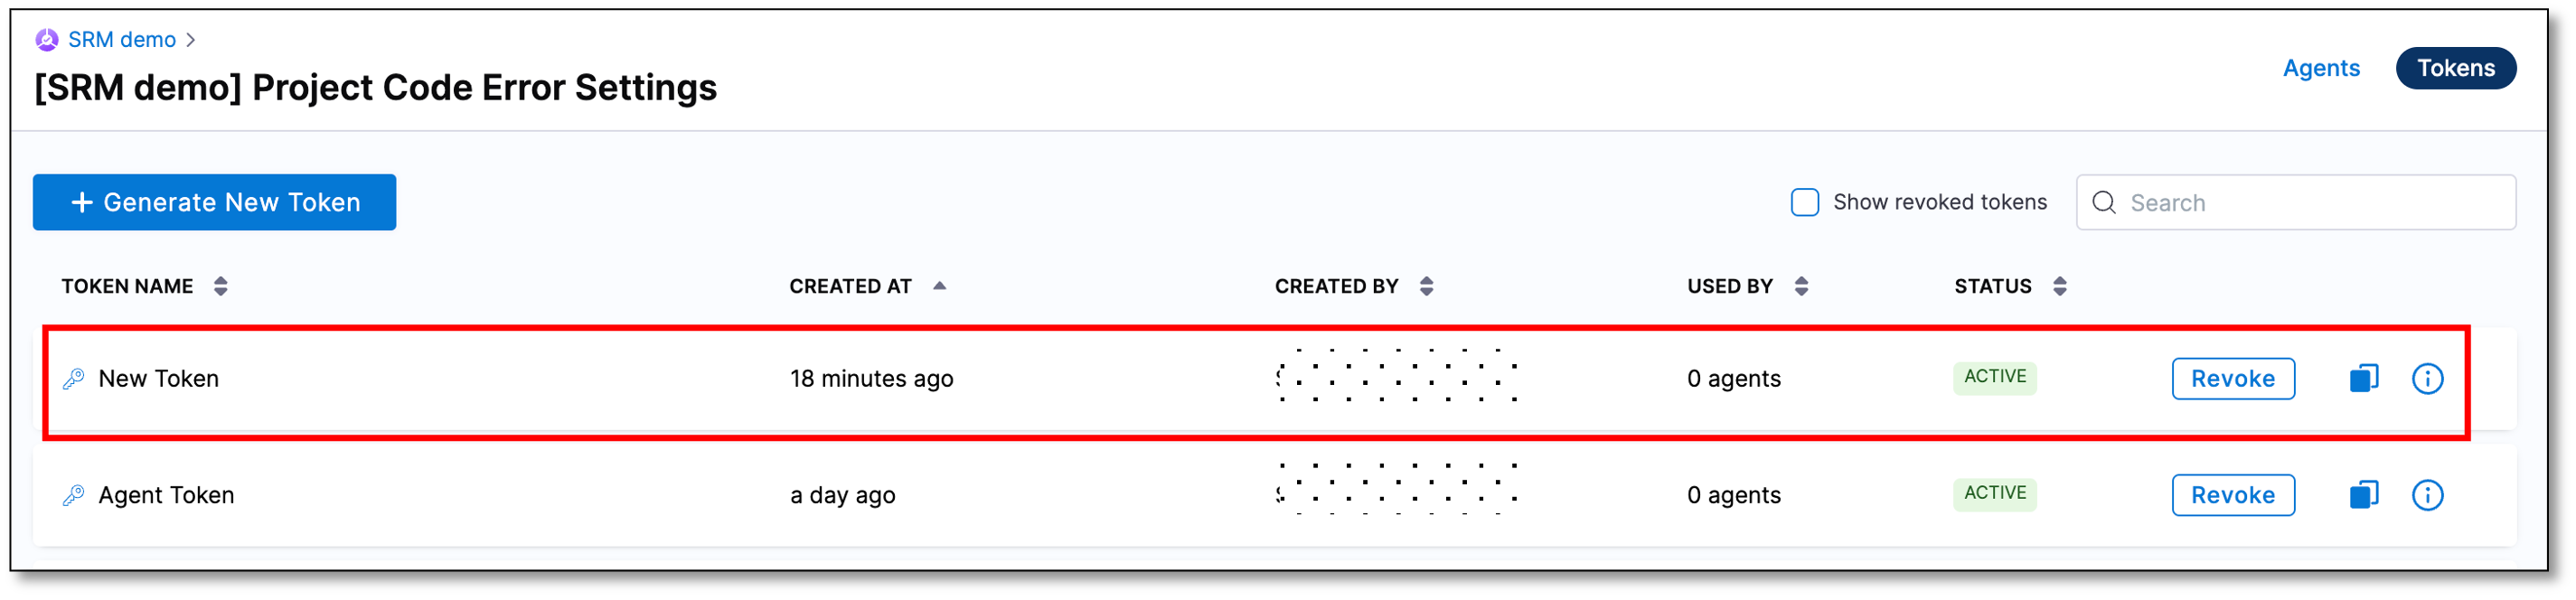 SRM demo >
[SRM demo] Project Code Error Settings
Agents Tokens
+ Generate New Token
Show revoked tokens Search
TOKEN NAME CREATED AT CREATED BY USED BY STATUS
New Token 18 minutes ago 0 agents ACTIVE Revoke
Agent Token a day ago 0 agents ACTIVE Revoke